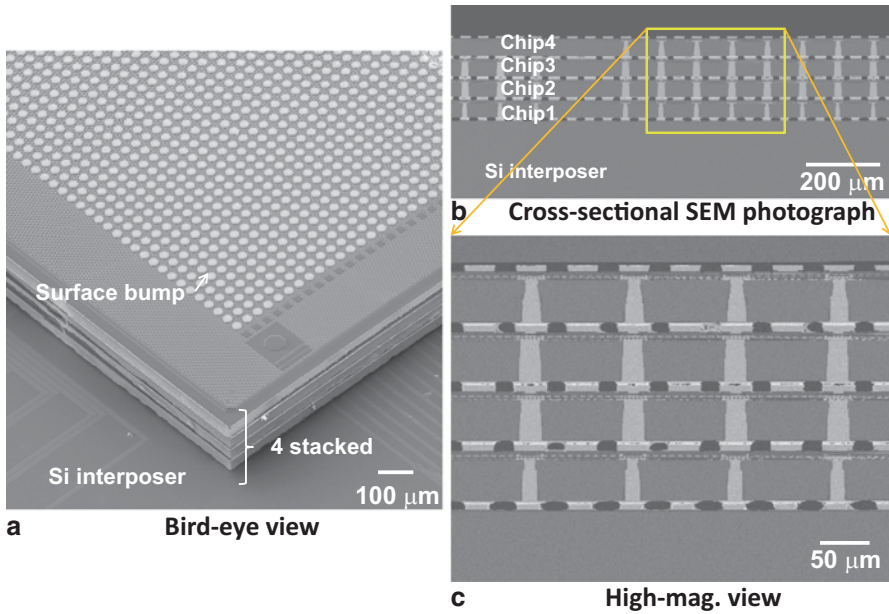 Surface bump
4 stacked
Si interposer
100 µm
a
Bird-eye view
Chip4
Chip3
Chip2
Chip1
Si interposer
200 µm
b
Cross-sectional SEM photograph
50 µm
c
High-mag. view